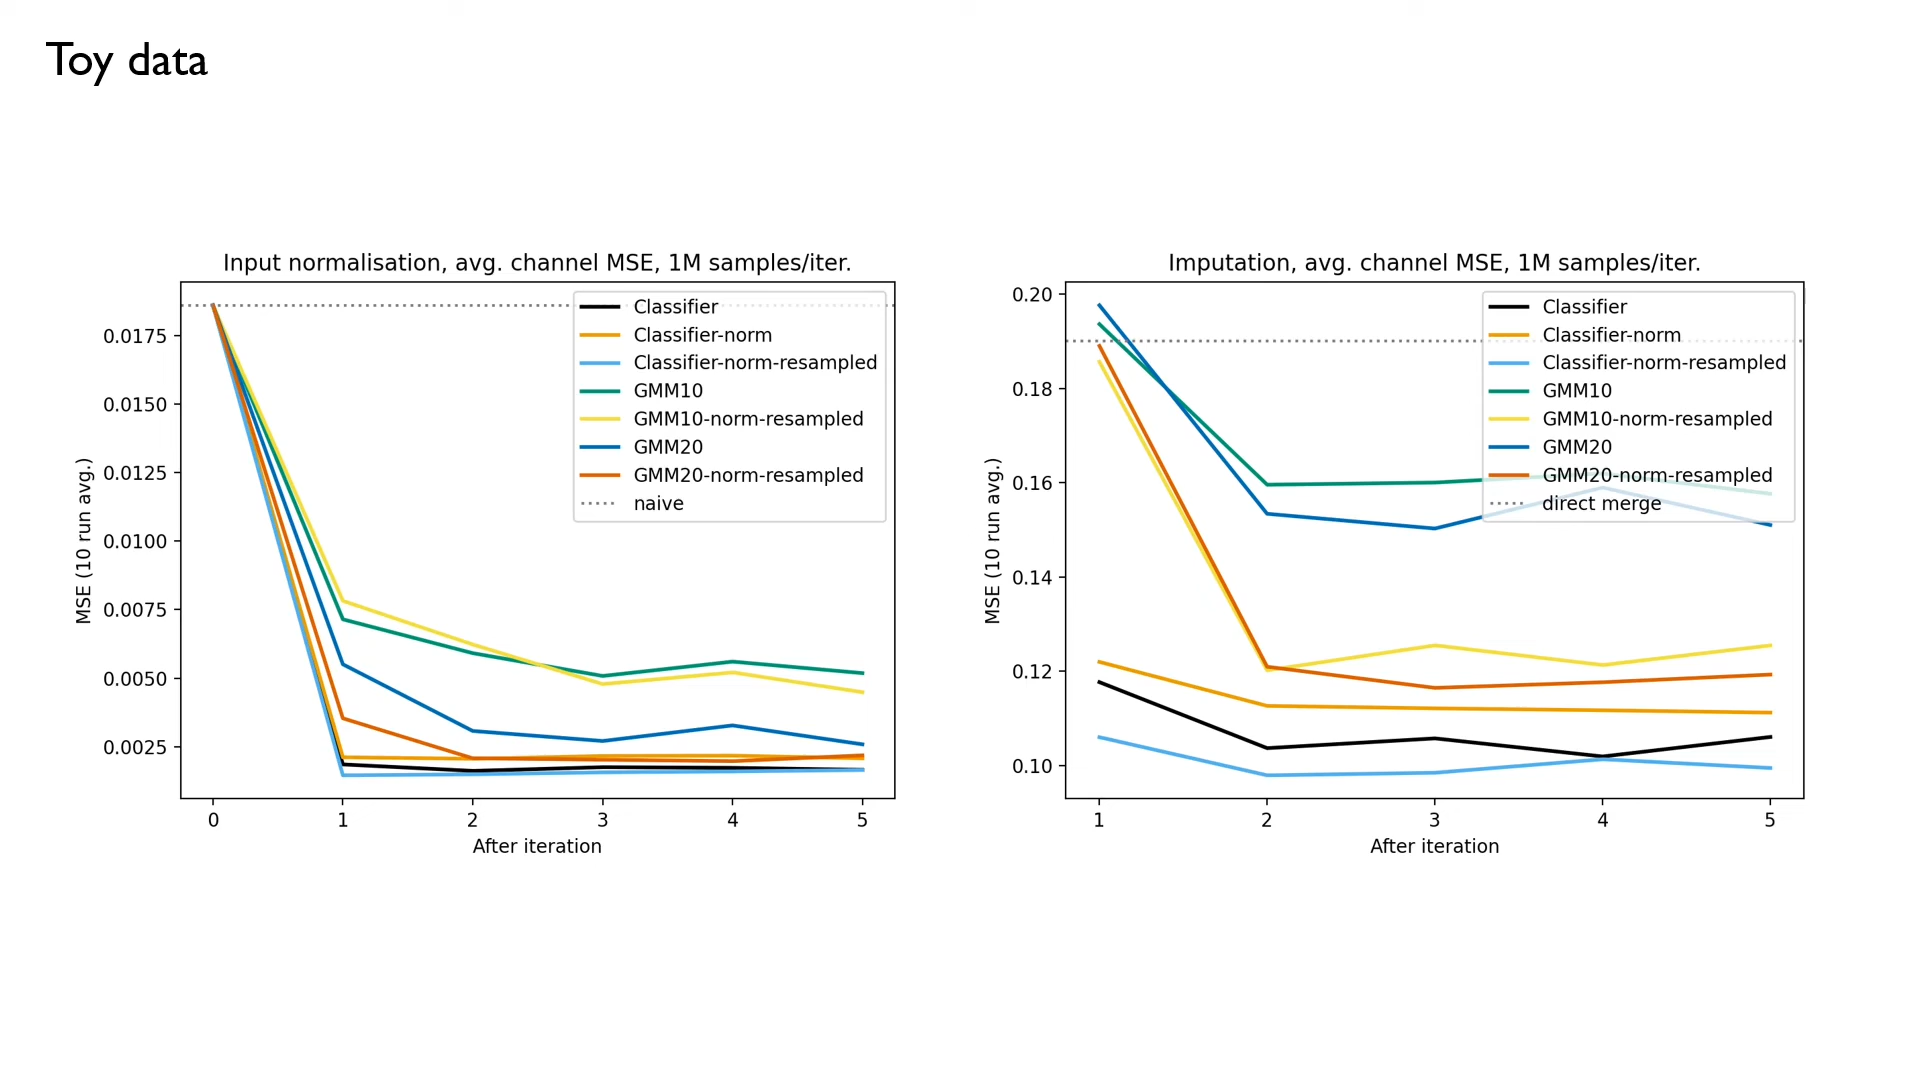 Toy data
Input normalisation, avg. channel MSE, 1M samples/iter.
MSE (10 run avg.)
0.0175
0.0150
0.0125
0.0100
0.0075
0.0050
0.0025
Classifier
Classifier-norm
Classifier-norm-resampled
GMM10
GMM10-norm-resampled
GMM20
GMM20-norm-resampled
naive
0 1 2 3 4 5
After iteration
Imputation, avg. channel MSE, 1M samples/iter.
MSE (10 run avg.)
0.20
0.18
0.16
0.14
0.12
0.10
Classifier
Classifier-norm
Classifier-norm-resampled
GMM10
GMM10-norm-resampled
GMM20
GMM20-norm-resampled
direct merge
1 2 3 4 5
After iteration